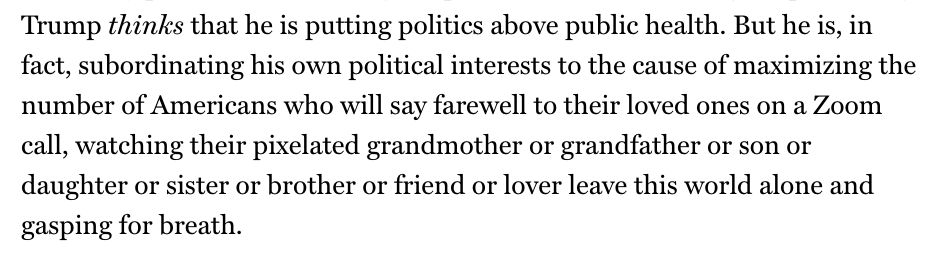 Trump thinks that he is putting politics above public health. But he is, in
fact, subordinating his own political interests to the cause of maximizing the
number of Americans who will say farewell to their loved ones on a Zoom
call, watching their pixelated grandmother or grandfather or son or
daughter or sister or brother or friend or lover leave this world alone and
gasping for breath.